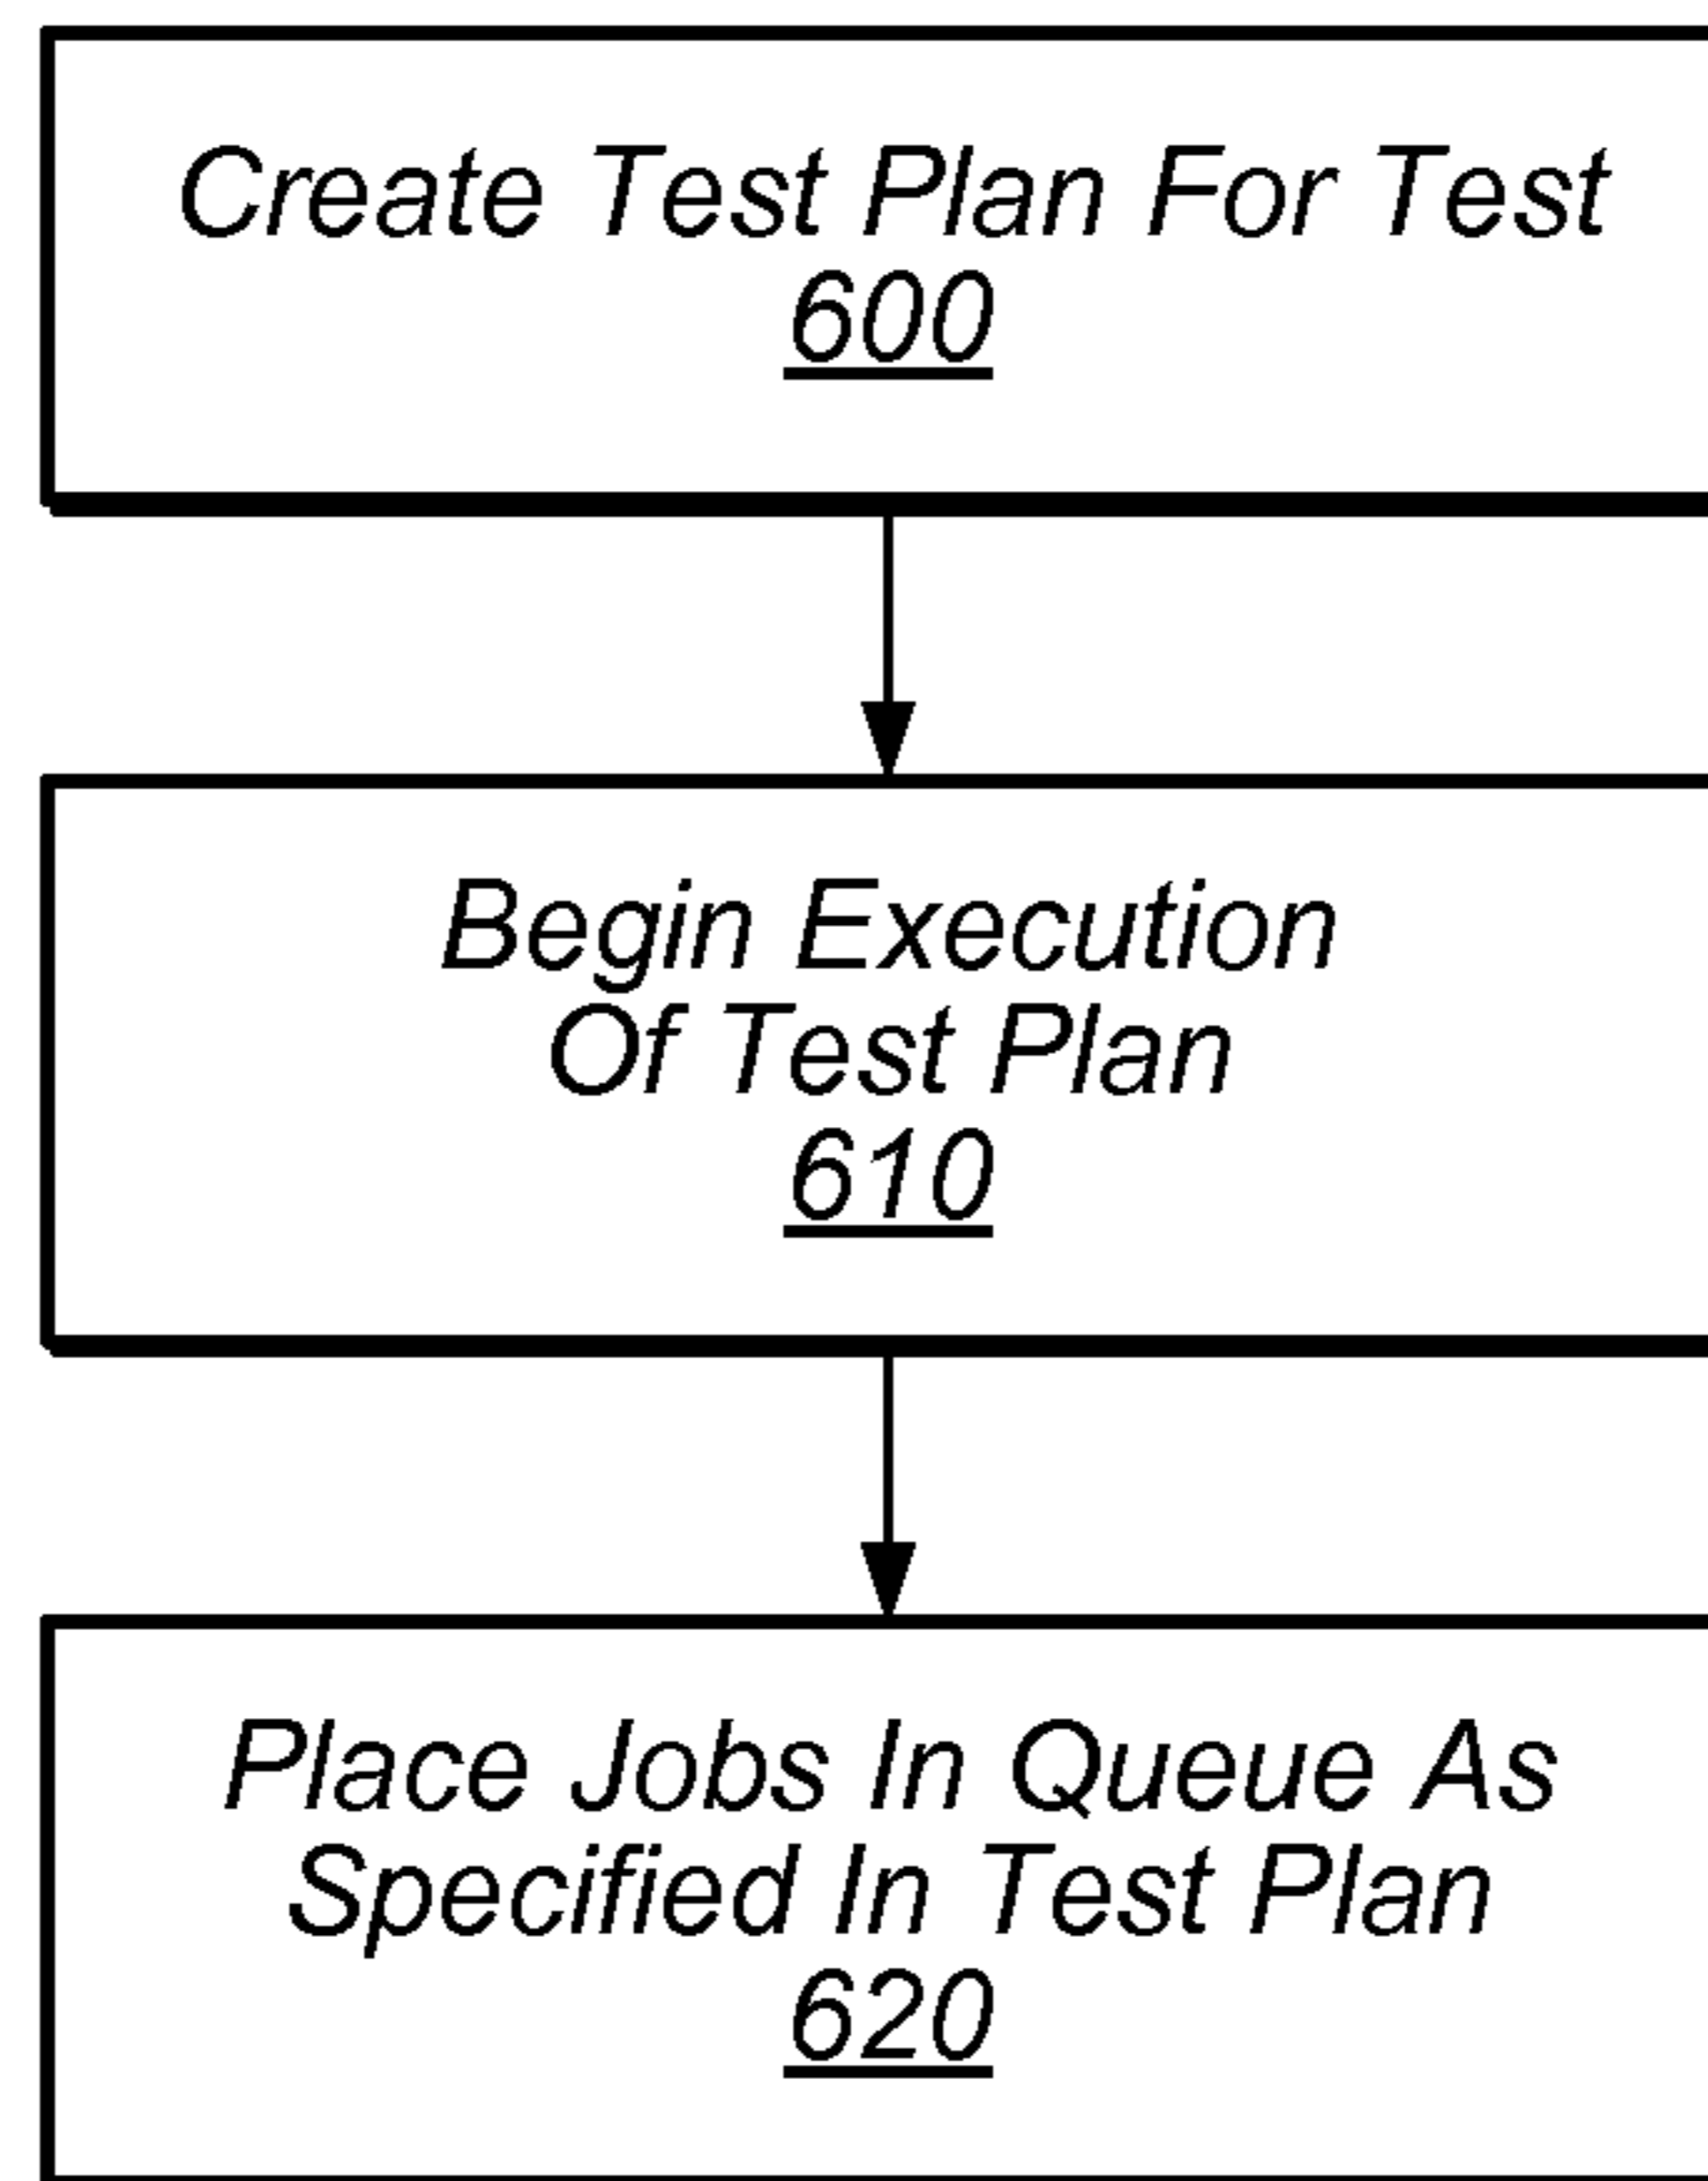 Create Test Plan For Test
600
Begin Execution
Of Test Plan
610
Place Jobs In Queue As
Specified In Test Plan
620